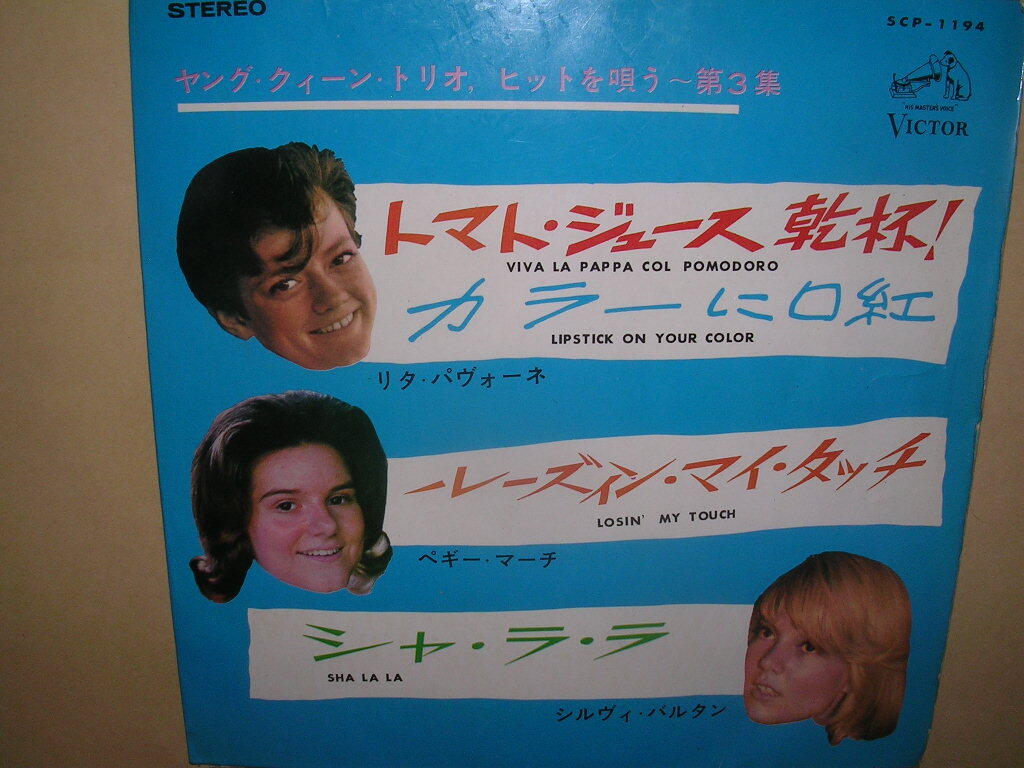 STEREO
SCP-1194
ヤング・クィーン・トリオ, ヒットを唄う〜第3集
"HIS MASTER'S VOICE"
VICTOR
トマト・ジュース乾杯!
VIVA LA PAPPA COL POMODORO
カラーに口紅
LIPSTICK ON YOUR COLOR
リタ・パヴォーネ
ルーズィン・マイ・タッチ
LOSIN' MY TOUCH
ペギー・マーチ
シャ・ラ・ラ
SHA LA LA
シルヴィ・バルタン